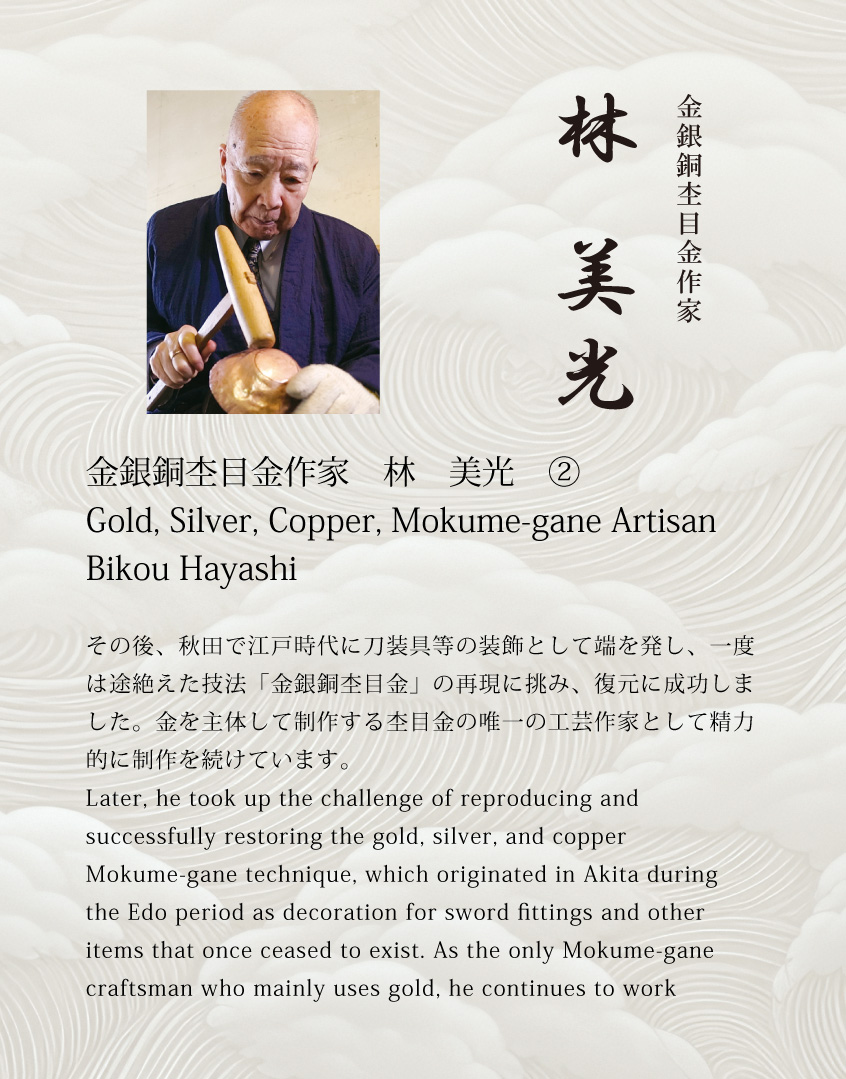 金銀銅杢目金作家
林 美光
金銀銅杢目金作家　林　美光　②
Gold, Silver, Copper, Mokume-gane Artisan
Bikou Hayashi
その後、秋田で江戸時代に刀装具等の装飾として端を発し、一度
は途絶えた技法「金銀銅杢目金」の再現に挑み、復元に成功しま
した。金を主体して制作する杢目金の唯一の工芸作家として精力
的に制作を続けています。
Later, he took up the challenge of reproducing and
successfully restoring the gold, silver, and copper
Mokume-gane technique, which originated in Akita during
the Edo period as decoration for sword fittings and other
items that once ceased to exist. As the only Mokume-gane
craftsman who mainly uses gold, he continues to work